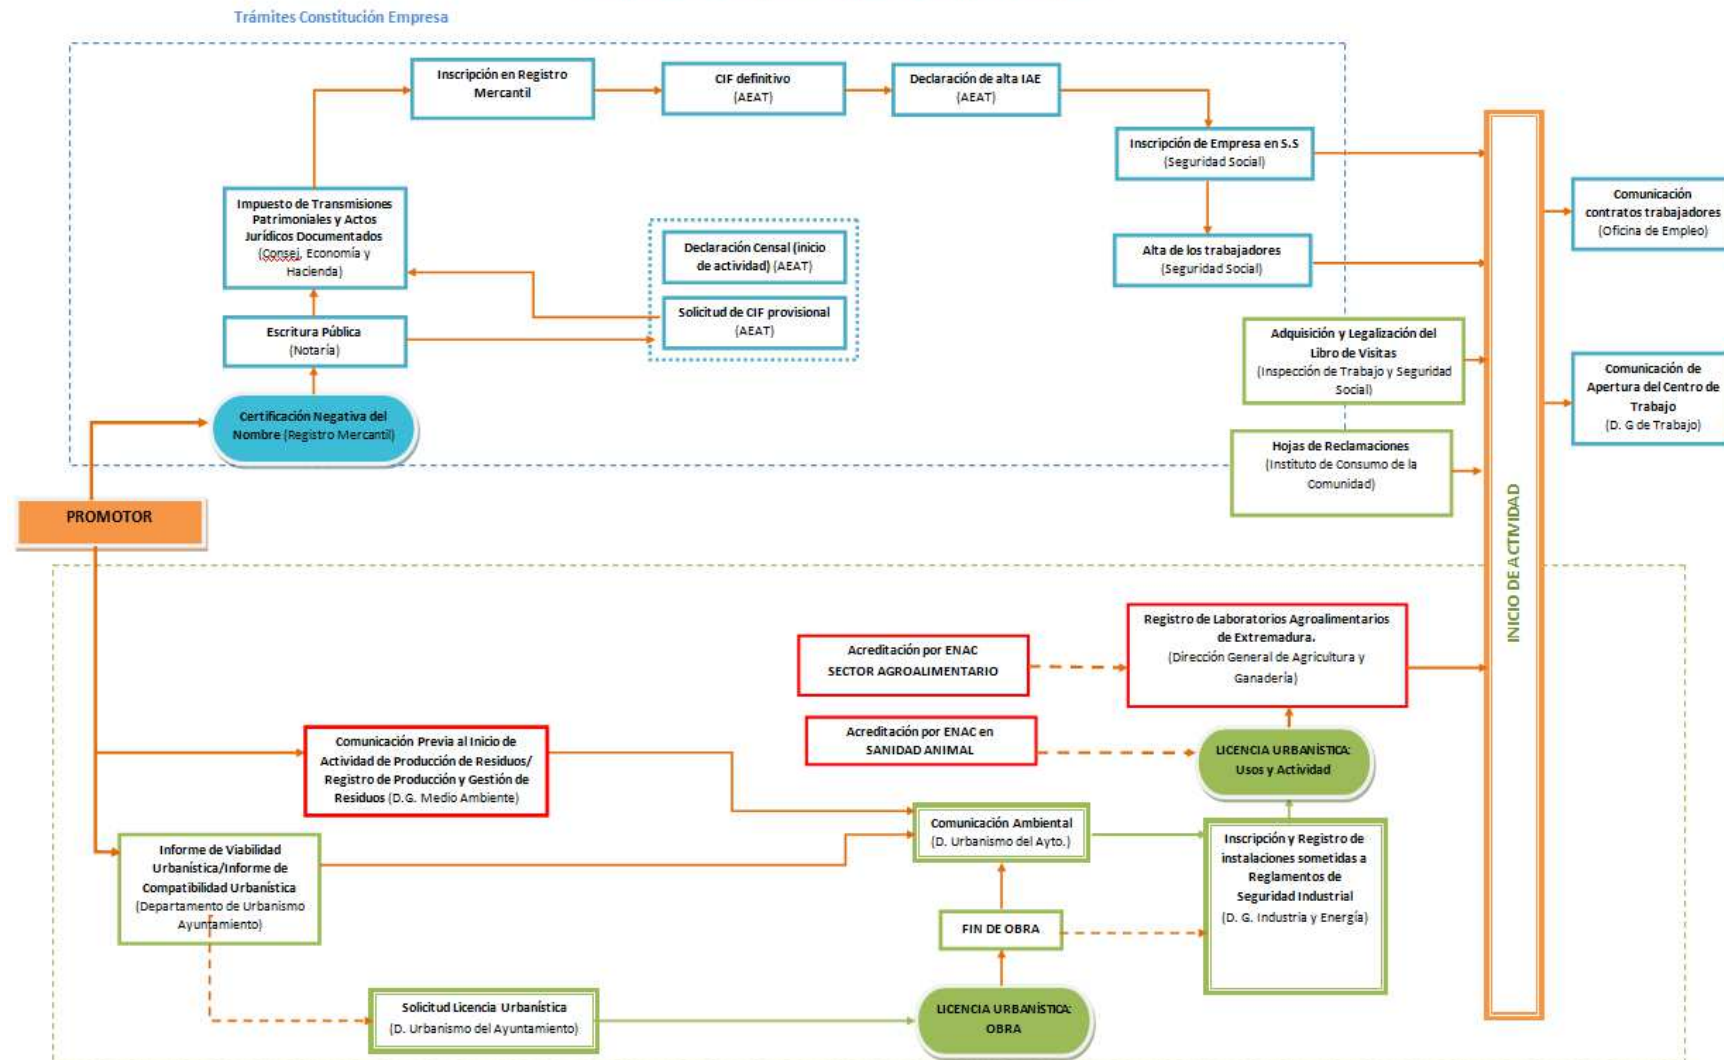 Trámites Constitución Empresa
Inscripción en Registro
Mercantil
CIF definitivo
(AEAT)
Declaración de alta IAE
(AEAT)
Inscripción de Empresa en S.S
(Seguridad Social)
Impuesto de Transmisiones
Patrimoniales y Actos
Jurídicos Documentados
(Consej, Economía y
Hacienda)
Declaración Censal (inicio
de actividad) (AEAT)
Alta de los trabajadores
(Seguridad Social)
Comunicación
contratos trabajadores
(Oficina de Empleo)
Solicitud de CIF provisional
(AEAT)
Escritura Pública
(Notaría)
Adquisición y Legalización del
Libro de Visitas
(Inspección de Trabajo y Seguridad
Social)
Comunicación de
Apertura del Centro de
Trabajo
(D. G de Trabajo)
Certificación Negativa del
Nombre (Registro Mercantil)
Hojas de Reclamaciones
(Instituto de Consumo de la
Comunidad)
PROMOTOR
INICIO DE ACTIVIDAD
Registro de Laboratorios Agroalimentarios
de Extremadura.
(Dirección General de Agricultura y
Ganadería)
Acreditación por ENAC
SECTOR AGROALIMENTARIO
Acreditación por ENAC en
SANIDAD ANIMAL
Comunicación Previa al Inicio de
Actividad de Producción de Residuos/
Registro de Producción y Gestión de
Residuos (D.G. Medio Ambiente)
LICENCIA URBANÍSTICA:
Usos y Actividad
Comunicación Ambiental
(D. Urbanismo del Ayto.)
Inscripción y Registro de
instalaciones sometidas a
Reglamentos de
Seguridad Industrial
(D. G. Industria y Energía)
Informe de Viabilidad
Urbanística/Informe de
Compatibilidad Urbanística
(Departamento de Urbanismo
Ayuntamiento)
FIN DE OBRA
Solicitud Licencia Urbanística
(D. Urbanismo del Ayuntamiento)
LICENCIA URBANÍSTICA:
OBRA